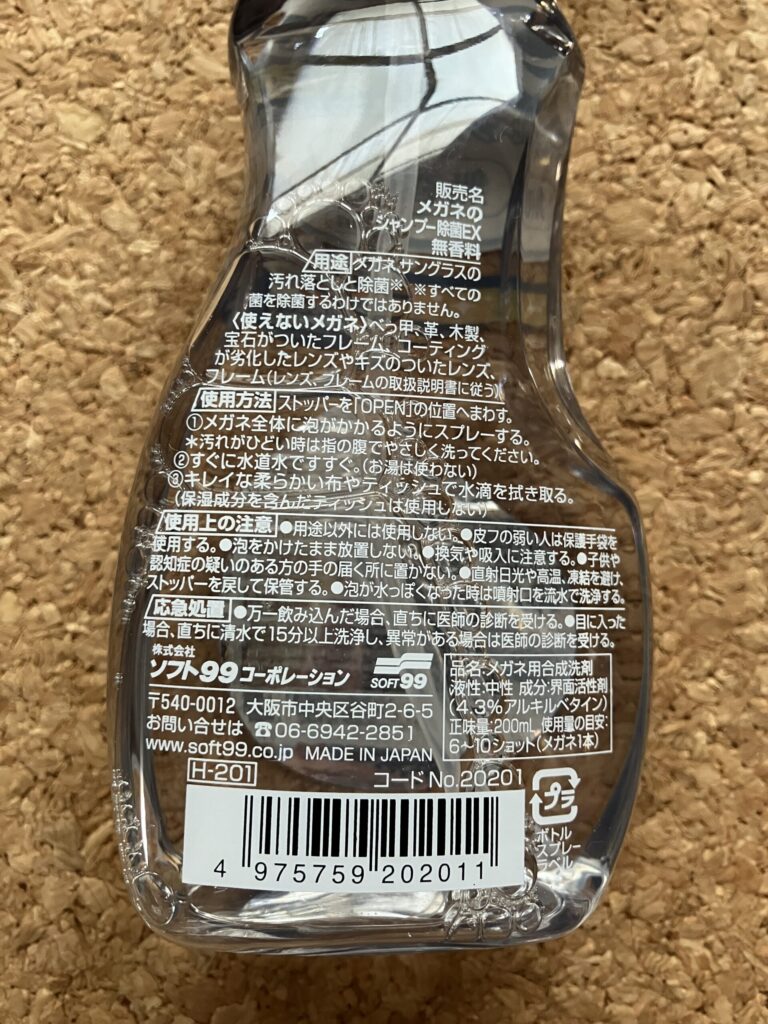 販売名
メガネの
シャンプー除菌EX
無香料
用途 メガネ、サングラスの
汚れ落としと除菌※ ※すべての
菌を除菌するわけではありません。
〈使えないメガネ〉べっ甲、革、木製、
宝石がついたフレーム、コーティング
が劣化したレンズやキズのついたレンズ、
フレーム(レンズ、フレームの取扱説明書に従う)
使用方法 ストッパーを「OPEN」の位置へまわす。
①メガネ全体に泡がかかるようにスプレーする。
＊汚れがひどい時は指の腹でやさしく洗ってください。
②すぐに水道水ですすぐ。(お湯は使わない)
③キレイな柔らかい布やティッシュで水滴を拭き取る。
(保湿成分を含んだティッシュは使用しない)
使用上の注意 ●用途以外には使用しない。●皮フの弱い人は保護手袋を
使用する。●泡をかけたまま放置しない。●換気や吸入に注意する。●子供や
認知症の疑いのある方の手の届く所に置かない。●直射日光や高温、凍結を避け、
ストッパーを戻して保管する。●泡が水っぽくなった時は噴射口を流水で洗浄する。
応急処置 ●万一飲み込んだ場合、直ちに医師の診断を受ける。●目に入った
場合、直ちに清水で15分以上洗浄し、異常がある場合は医師の診断を受ける。
株式会社
ソフト99コーポレーション SOFT99
〒540-0012 大阪市中央区谷町2-6-5
お問い合せは ☎06-6942-2851
www.soft99.co.jp MADE IN JAPAN
品名:メガネ用合成洗剤
液性:中性 成分:界面活性剤
(4.3%アルキルベタイン)
正味量:200mL 使用量の目安:
6〜10ショット(メガネ1本)
H-201 コードNo.20201
プラ
ボトル
スプレー
ラベル
4 975759 202011